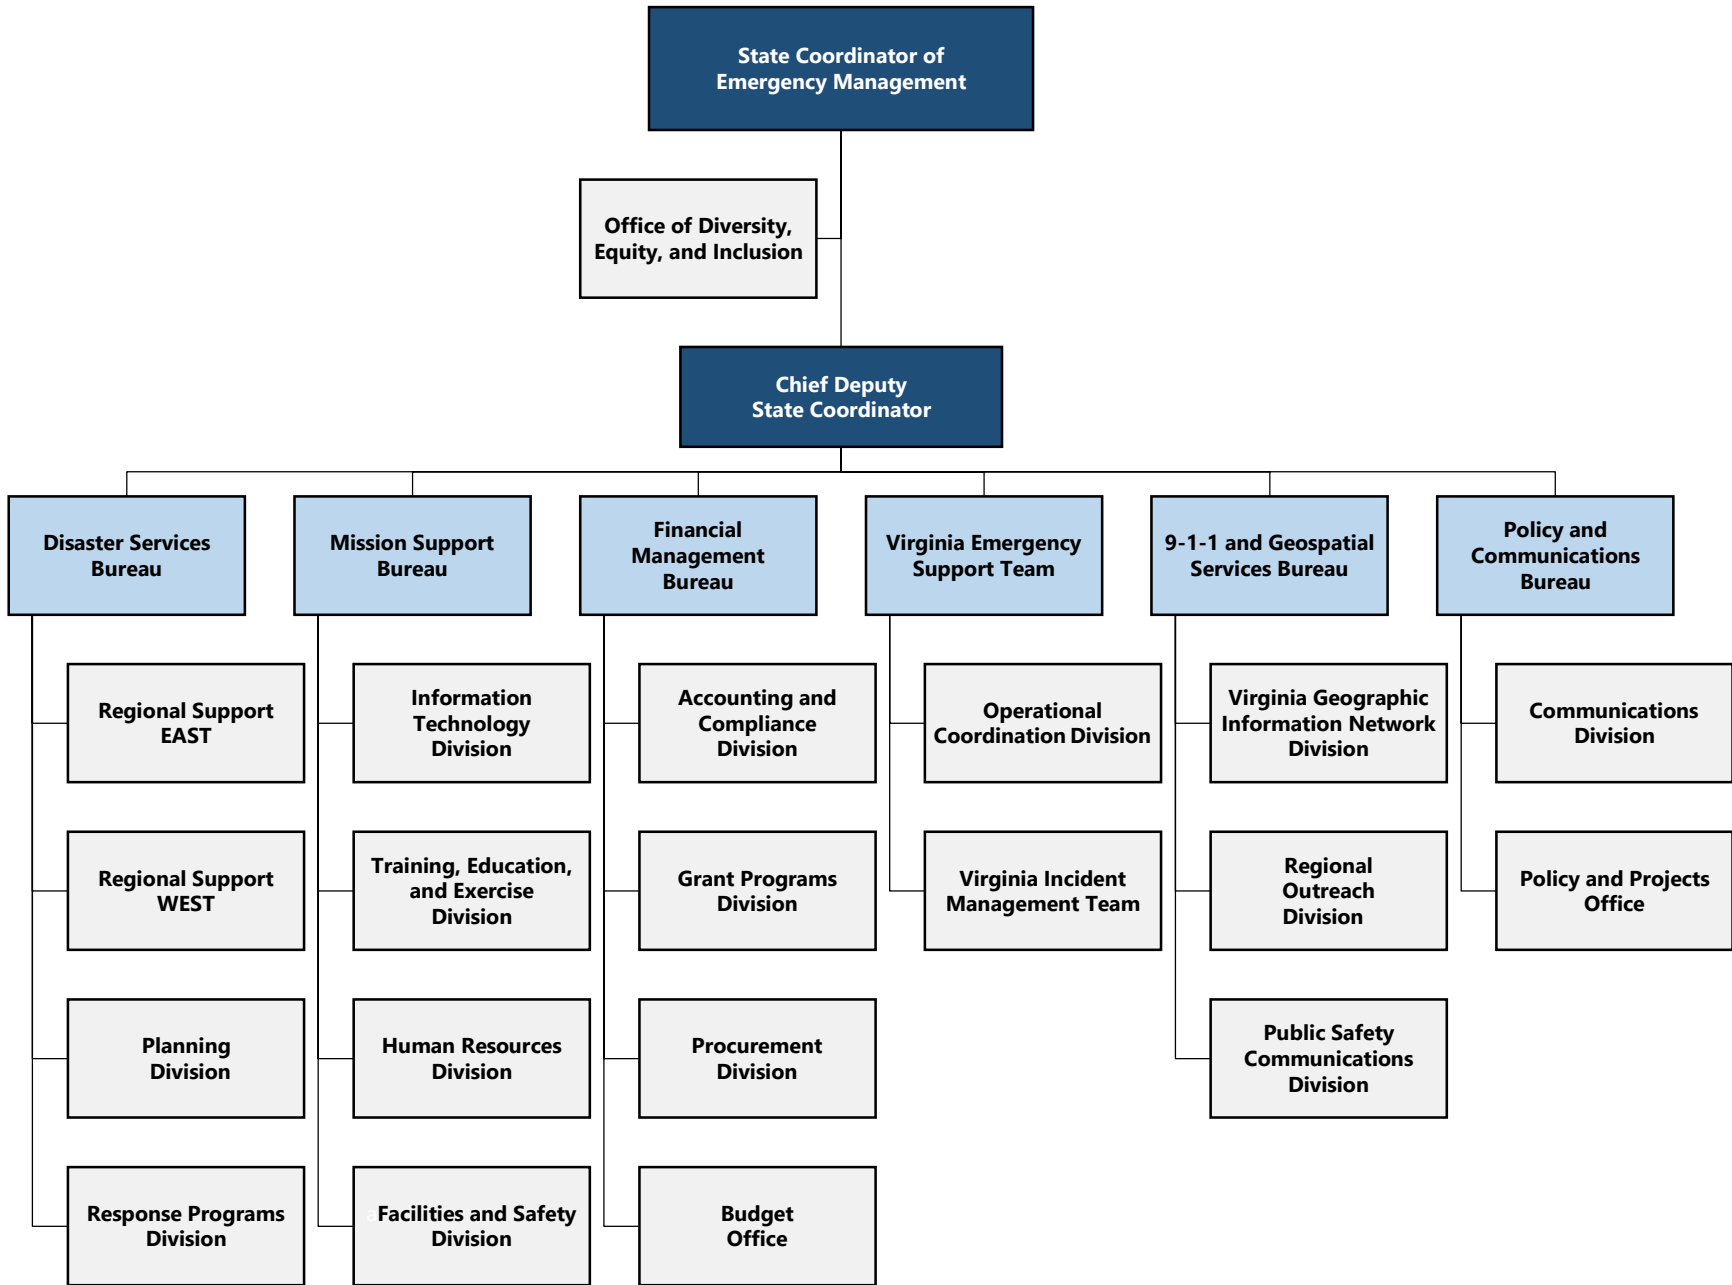 State Coordinator of
Emergency Management
Office of Diversity,
Equity, and Inclusion
Chief Deputy
State Coordinator
Disaster Services
Bureau
Mission Support
Bureau
Financial
Management
Bureau
Virginia Emergency
Support Team
9-1-1 and Geospatial
Services Bureau
Policy and
Communications
Bureau
Regional Support
EAST
Information
Technology
Division
Accounting and
Compliance
Division
Operational
Coordination Division
Virginia Geographic
Information Network
Division
Communications
Division
Regional Support
WEST
Training, Education,
and Exercise
Division
Grant Programs
Division
Virginia Incident
Management Team
Regional
Outreach
Division
Policy and Projects
Office
Planning
Division
Human Resources
Division
Procurement
Division
Public Safety
Communications
Division
Response Programs
Division
aFacilities and Safety
Division
Budget
Office